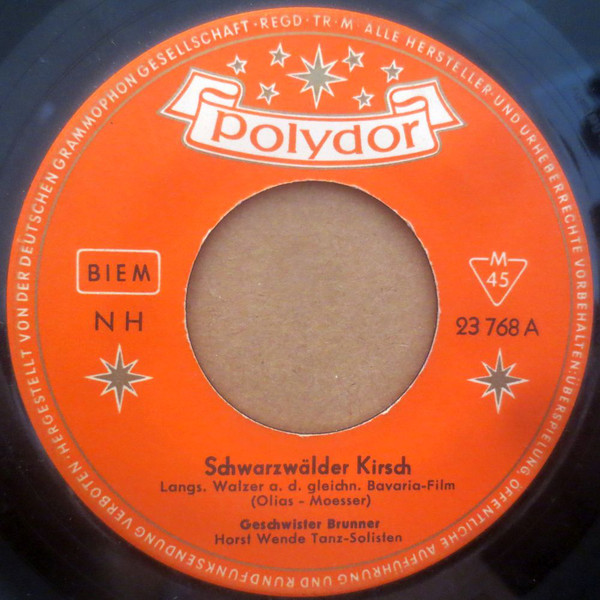 HERGESTELLT VON DER DEUTSCHEN GRAMMOPHON GESELLSCHAFT · REGD·TR·M· ALLE HERSTELLER- UND URHEBERRECHTE VORBEHALTEN · ÜBERSPIELUNG, ÖFFENTLICHE AUFFÜHRUNG UND RUNDFUNKSENDUNG VERBOTEN ·
Polydor
BIEM
NH
M
45
23 768 A
Schwarzwälder Kirsch
Langs. Walzer a. d. gleichn. Bavaria-Film
(Olias - Moesser)
Geschwister Brunner
Horst Wende Tanz-Solisten